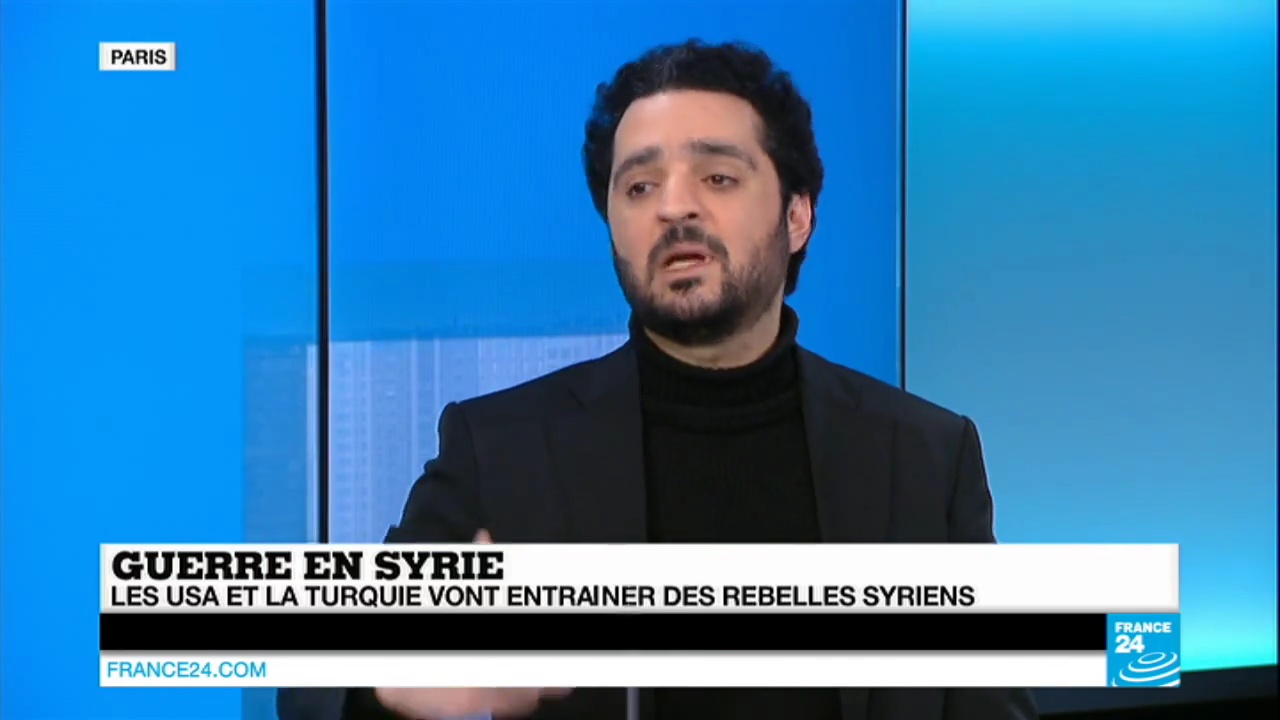 PARIS
GUERRE EN SYRIE
LES USA ET LA TURQUIE VONT ENTRAINER DES REBELLES SYRIENS
FRANCE 24
FRANCE24.COM